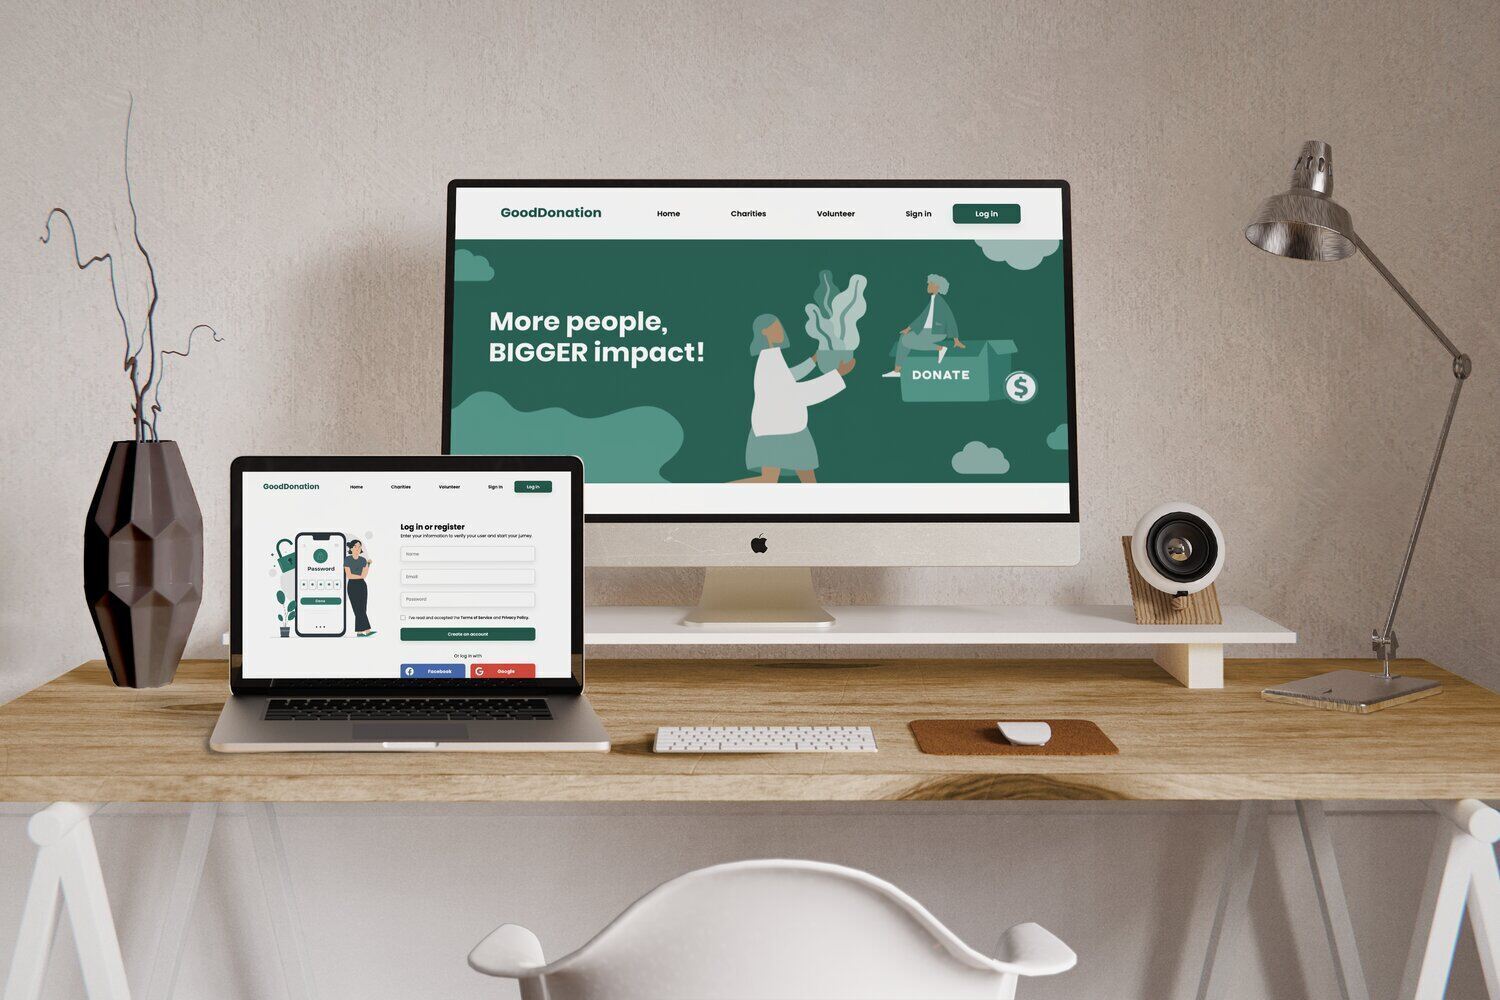 GoodDonation Home Charities Volunteer Sign in Log in
More people,
BIGGER impact!
DONATE
$
GoodDonation Home Charities Volunteer Sign in Log in
Password
Done
Log in or register
Enter your information to verify your user and start your jurney.
Name
Email
Password
I've read and accepted the Terms of Service and Privacy Policy.
Create an account
Or log in with
Facebook Google